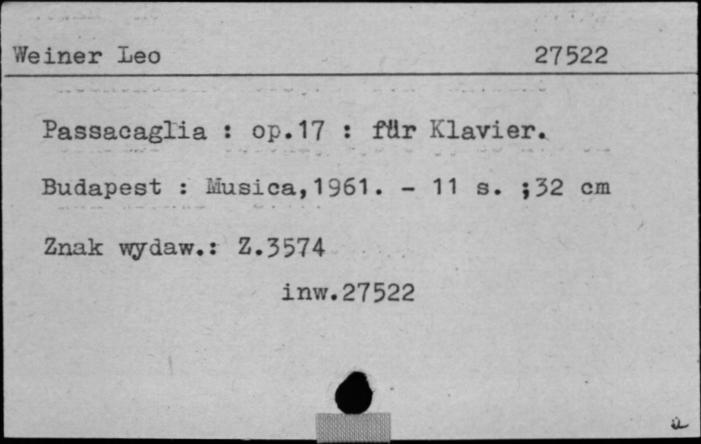 Weiner Leo 27522
Passacaglia : op.17 : für Klavier.
Budapest : Musica,1961. - 11 s. ;32 cm
Znak wydaw.: Z.3574
inw.27522